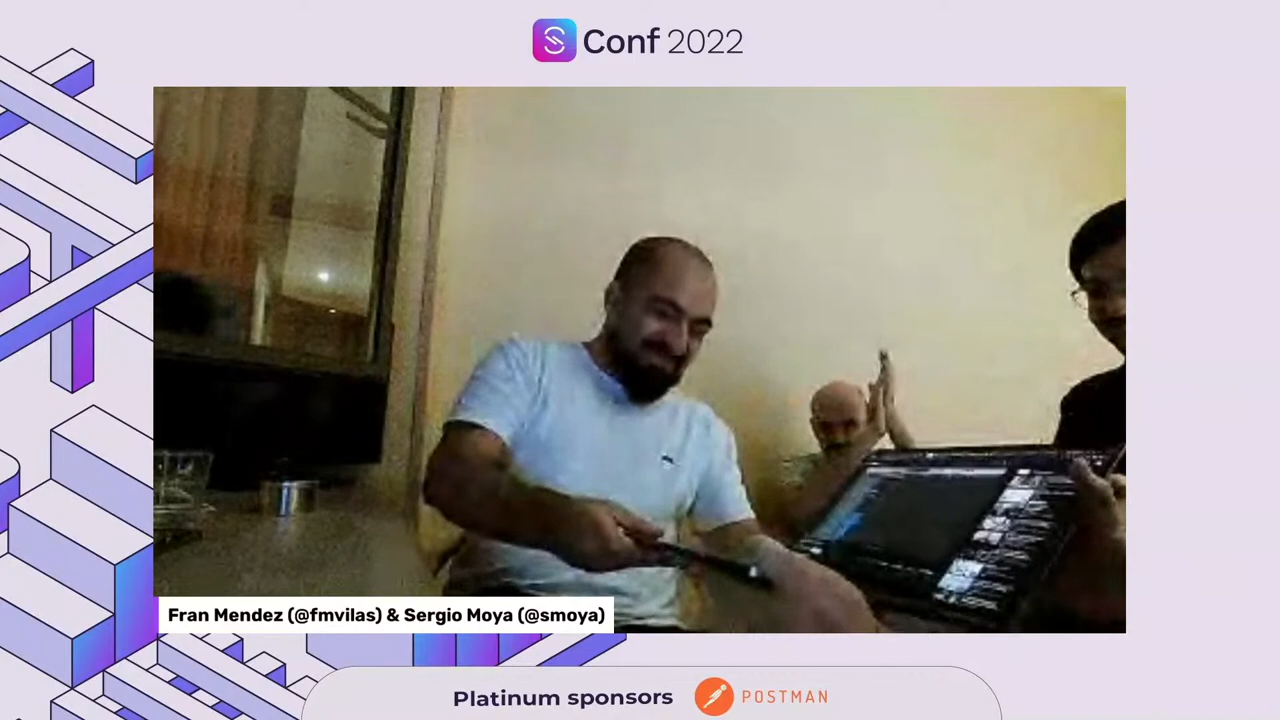 Conf 2022
Fran Mendez (@fmvilas) & Sergio Moya (@smoya)
Platinum sponsors POSTMAN